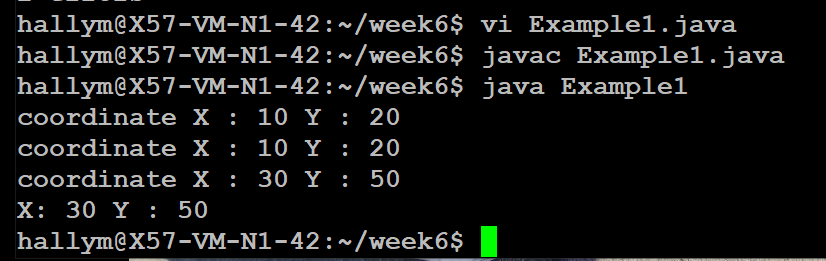 hallym@X57-VM-N1-42:~/week6$ vi Example1.java
hallym@X57-VM-N1-42:~/week6$ javac Example1.java
hallym@X57-VM-N1-42:~/week6$ java Example1
coordinate X : 10 Y : 20
coordinate X : 10 Y : 20
coordinate X : 30 Y : 50
X: 30 Y : 50
hallym@X57-VM-N1-42:~/week6$